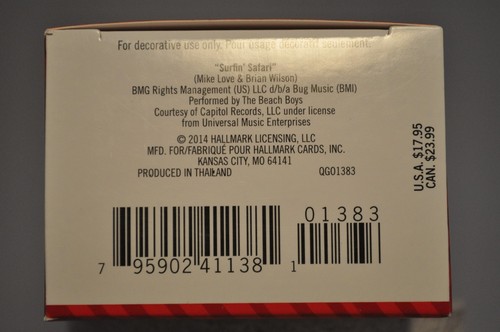 For decorative use only. Pour usage décoratif seulement.
"Surfin' Safari"
(Mike Love & Brian Wilson)
BMG Rights Management (US) LLC d/b/a Bug Music (BMI)
Performed by The Beach Boys
Courtesy of Capitol Records, LLC under license
from Universal Music Enterprises
© 2014 HALLMARK LICENSING, LLC
MFD. FOR/FABRIQUÉ POUR HALLMARK CARDS, INC.
KANSAS CITY, MO 64141
PRODUCED IN THAILAND QGO1383
U.S.A. $17.95
CAN. $23.99
01383
7 95902 41138 1